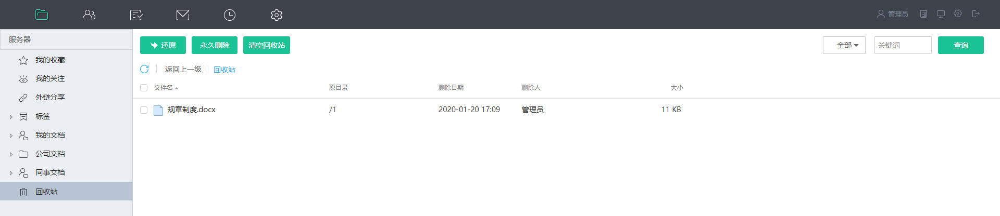 管理员
服务器
我的收藏
我的关注
外链分享
标签
我的文档
公司文档
同事文档
回收站
还原 永久删除 清空回收站 全部 关键词 查询
返回上一级 回收站
文件名 原目录 删除日期 删除人 大小
规章制度.docx /1 2020-01-20 17:09 管理员 11 KB